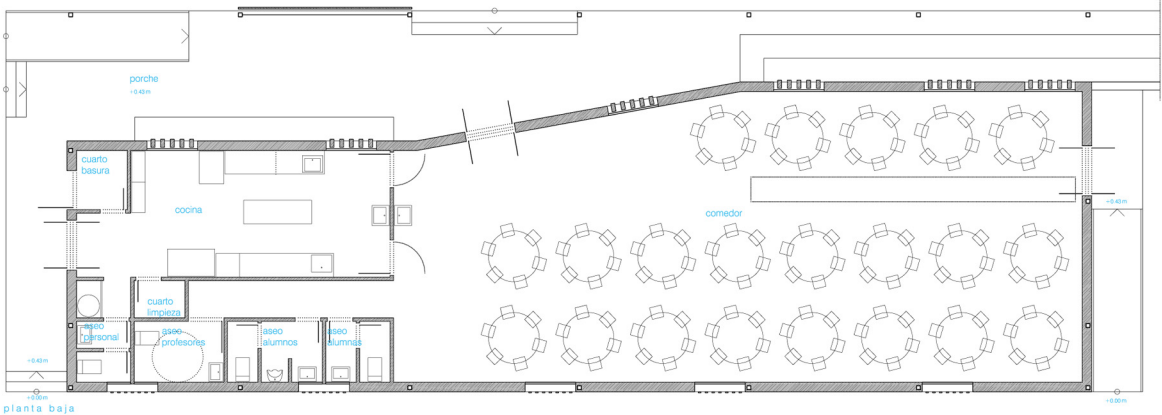 porche
+0.43 m
cuarto
basura
cocina
comedor
+0.43 m
cuarto
limpieza
aseo
personal
aseo
profesores
aseo
alumnos
aseo
alumnas
+0.43 m
+0.00 m
+0.00 m
planta baja